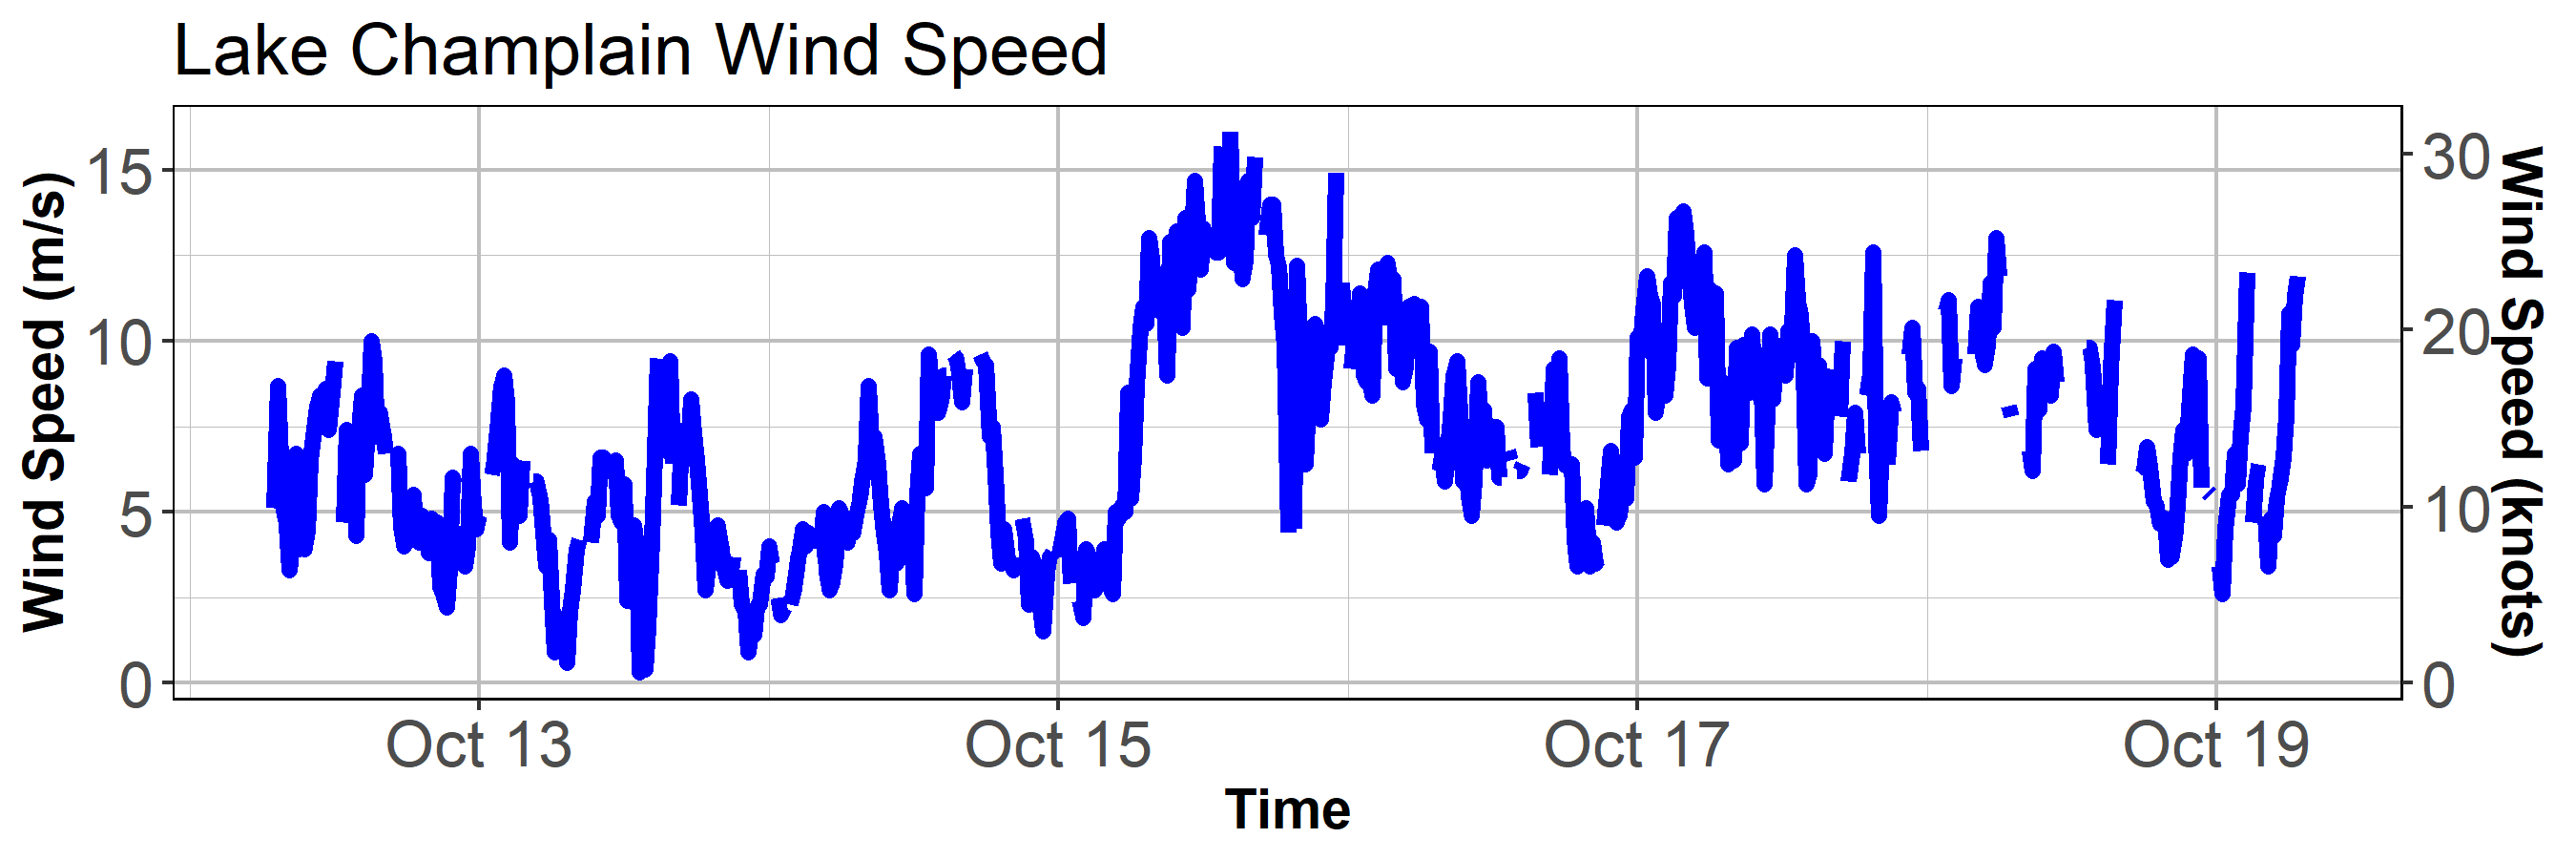 Lake Champlain Wind Speed
Wind Speed (m/s)
15
10
5
0
30
20
10
0
Wind Speed (knots)
Oct 13
Oct 15
Oct 17
Oct 19
Time